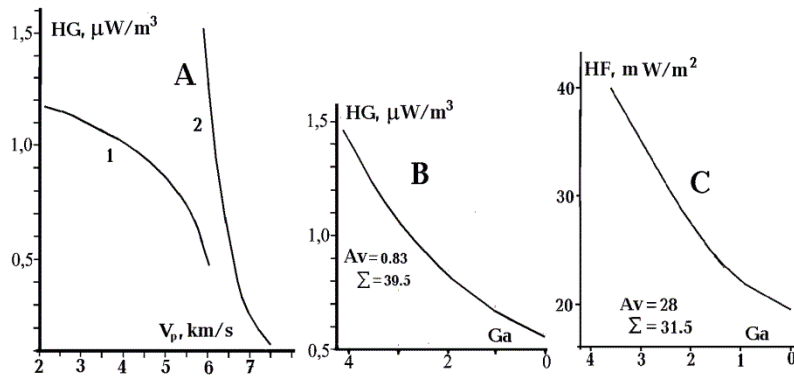 HG, μW/m³
1,5
A
2
1,0
1
0,5
Vp, km/s
2 3 4 5 6 7
HG, μW/m³
1,5
B
1,0
Av=0.83
Σ=39.5
Ga
0,5
4 2 0
HF, mW/m²
40
30
C
20
Av=28
Σ=31.5
Ga
4 3 2 1 0